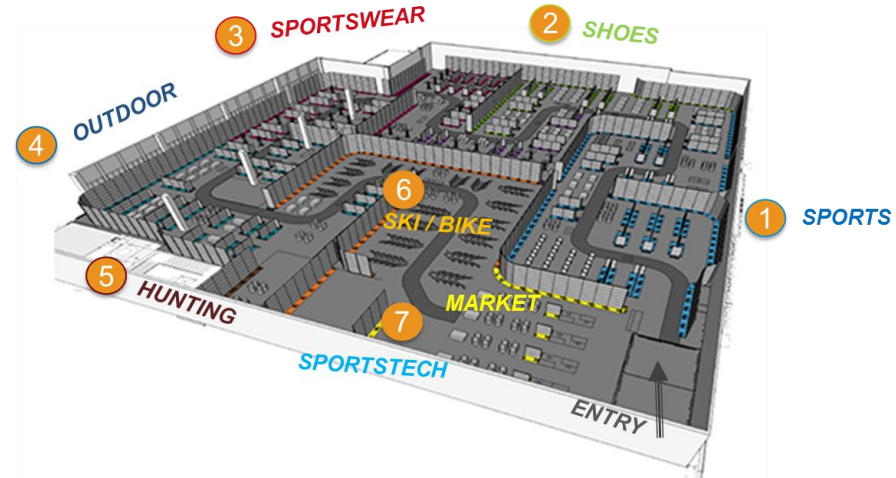 3 SPORTSWEAR
2 SHOES
4 OUTDOOR
1 SPORTS
6
SKI / BIKE
5
HUNTING
MARKET
7
SPORTSTECH
ENTRY